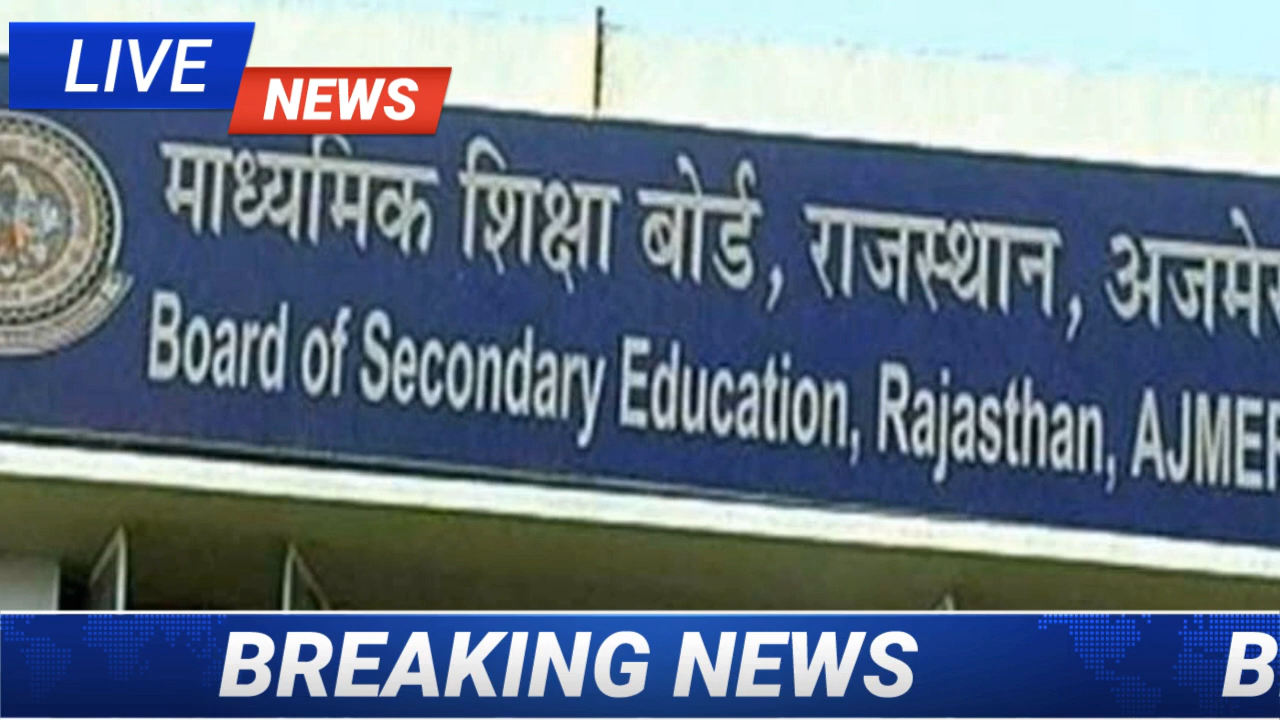 LIVE
NEWS
माध्यमिक शिक्षा बोर्ड, राजस्थान,
Board of Secondary Education, Rajasthan,
BREAKING NEWS